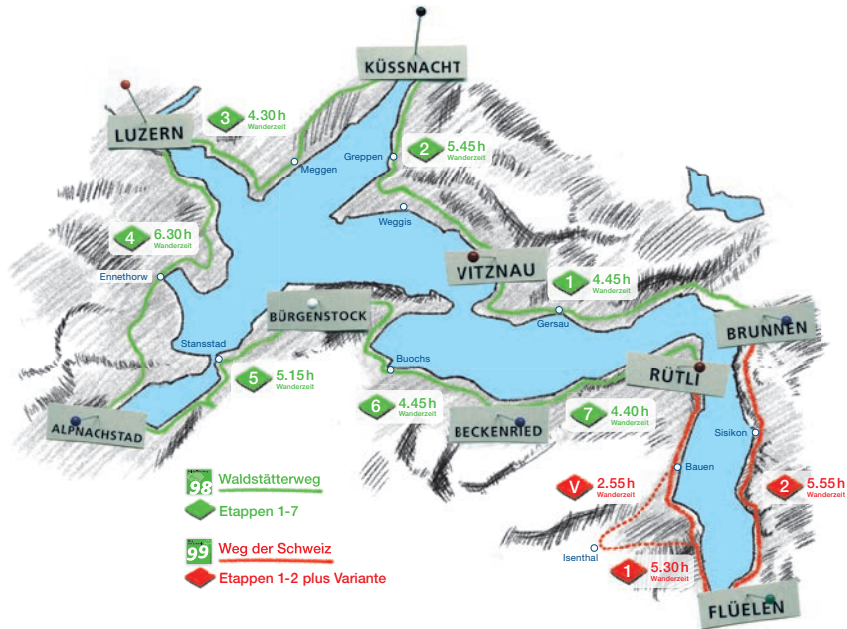 KÜSSNACHT
LUZERN
3
4.30 h
Wanderzeit
Meggen
Greppen
2
5.45 h
Wanderzeit
Weggis
4
6.30 h
Wanderzeit
Ennethorw
VITZNAU
1
4.45 h
Wanderzeit
Gersau
BRUNNEN
BÜRGENSTOCK
Stansstad
5
5.15 h
Wanderzeit
Buochs
RÜTLI
6
4.45 h
Wanderzeit
BECKENRIED
7
4.40 h
Wanderzeit
ALPNACHSTAD
Sisikon
Bauen
V
2.55 h
Wanderzeit
2
5.55 h
Wanderzeit
Isenthal
1
5.30 h
Wanderzeit
FLÜELEN
98 Waldstätterweg
Etappen 1-7
99 Weg der Schweiz
Etappen 1-2 plus Variante